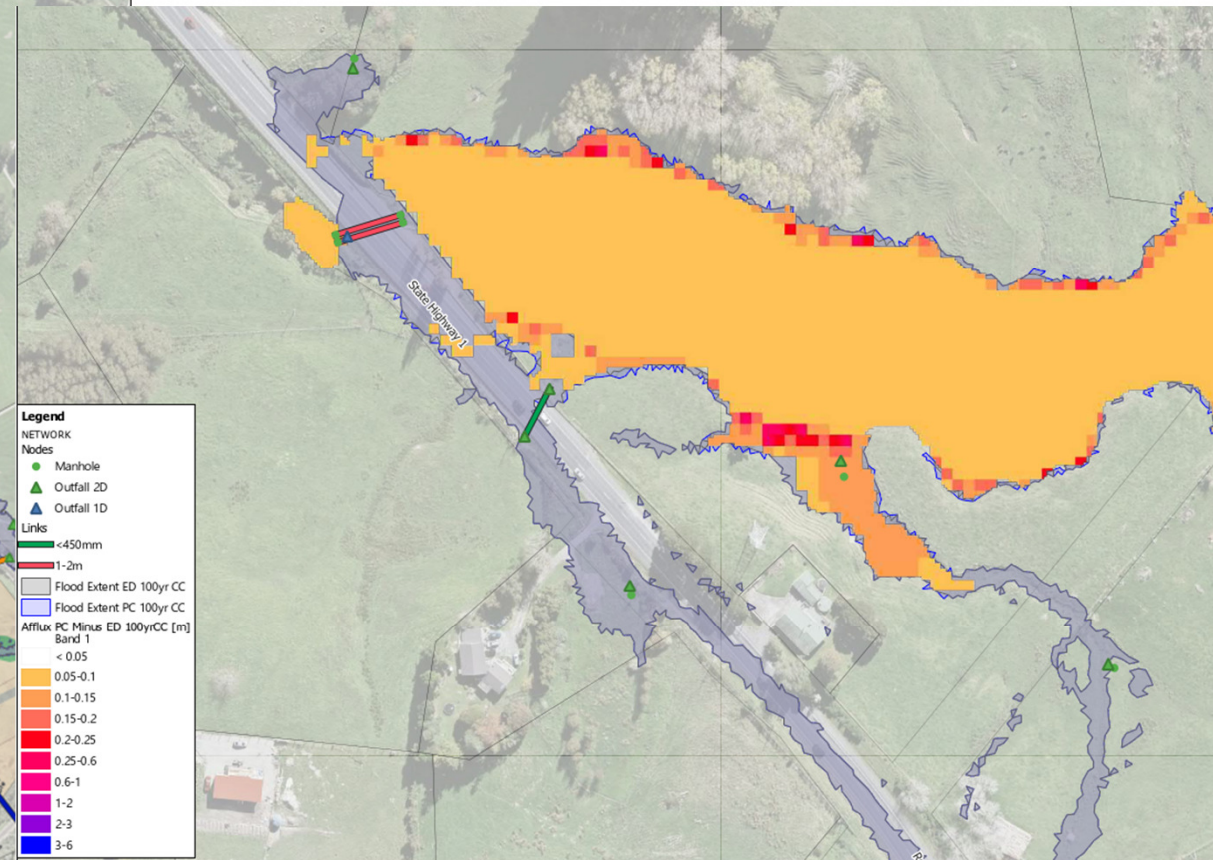 State Highway 1
Legend
NETWORK
Nodes
Manhole
Outfall 2D
Outfall 1D
Links
<450mm
1-2m
Flood Extent ED 100yr CC
Flood Extent PC 100yr CC
Afflux PC Minus ED 100yrCC [m]
Band 1
< 0.05
0.05-0.1
0.1-0.15
0.15-0.2
0.2-0.25
0.25-0.6
0.6-1
1-2
2-3
3-6